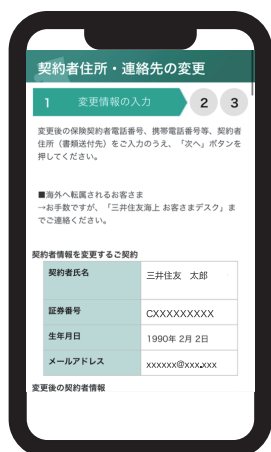 契約者住所・連絡先の変更
1 変更情報の入力 2 3
変更後の保険契約者電話番号、携帯電話番号等、契約者
住所（書類送付先）をご入力のうえ、「次へ」ボタンを
押してください。
■海外へ転居されるお客さま
→お手数ですが、「三井住友海上 お客さまデスク」ま
でご連絡ください。
契約者情報を変更するご契約
契約者氏名 三井住友 太郎
証券番号 CXXXXXXXXX
生年月日 1990年 2月 2日
メールアドレス xxxxxx@xxx.xxx
変更後の契約者情報